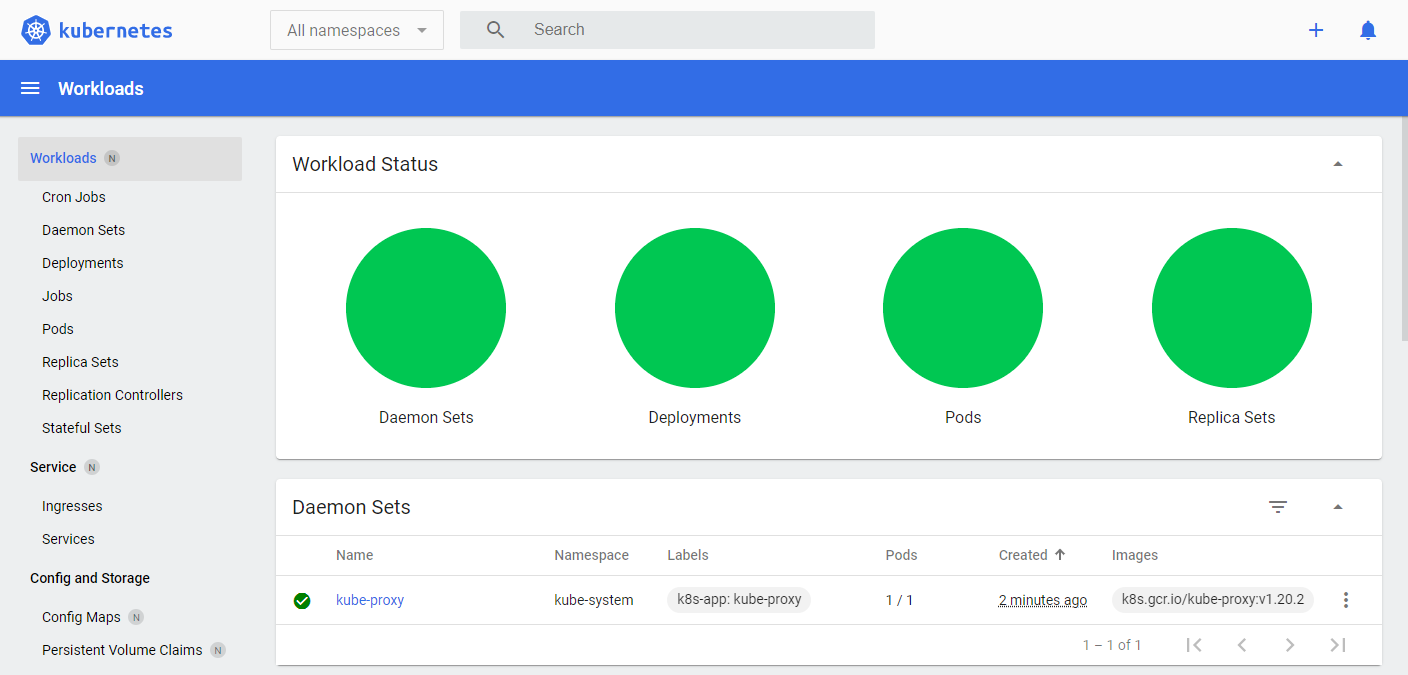 kubernetes
All namespaces
Search
Workloads
Workloads N
Cron Jobs
Daemon Sets
Deployments
Jobs
Pods
Replica Sets
Replication Controllers
Stateful Sets
Service N
Ingresses
Services
Config and Storage
Config Maps N
Persistent Volume Claims N
Workload Status
Daemon Sets
Deployments
Pods
Replica Sets
Daemon Sets
Name Namespace Labels Pods Created Images
kube-proxy kube-system k8s-app: kube-proxy 1 / 1 2 minutes ago k8s.gcr.io/kube-proxy:v1.20.2
1 – 1 of 1